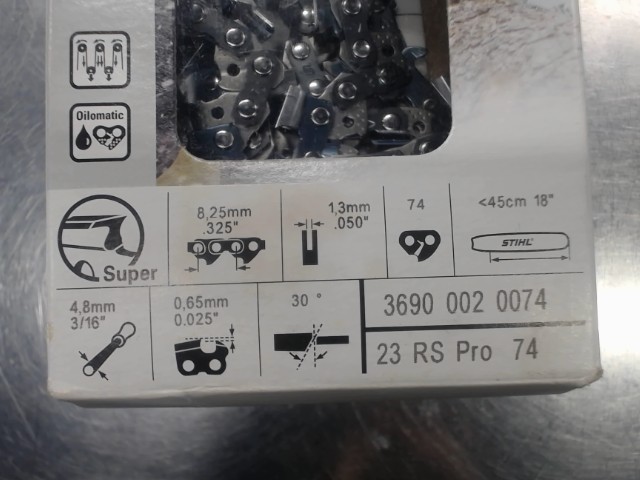 Oilomatic
Super
8,25mm
.325"
1,3mm
.050"
74
<45cm 18"
STIHL
4,8mm
3/16"
0,65mm
0.025"
30 °
3690 002 0074
23 RS Pro 74